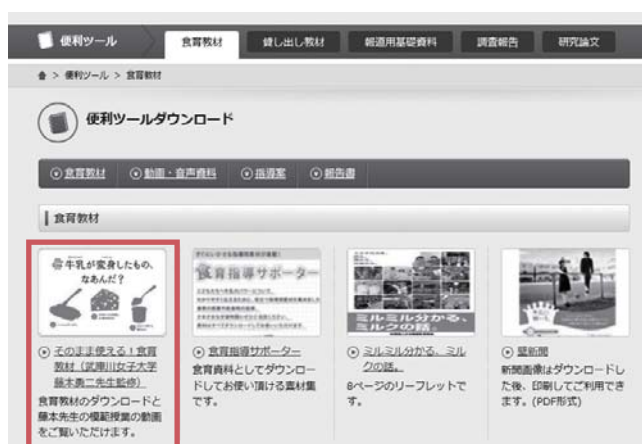 便利ツール
食育教材
貸し出し教材
報道用基礎資料
調査報告
研究論文
> 便利ツール > 食育教材
便利ツールダウンロード
食育教材
動画・音声資料
指導案
報告書
食育教材
牛乳が変身したもの、
なあんだ?
そのまま使える!食育
教材(武庫川女子大学
藤本勇二先生監修)
食育教材のダウンロードと
藤本先生の模範授業の動画
をご覧いただけます。
食育指導サポーター
食育指導サポーター
食育資料としてダウンロー
ドしてお使い頂ける素材集
です。
ミルミル分かる、
ミルクの話。
ミルミル分かる、ミル
クの話。
8ページのリーフレットで
す。
壁新聞
新聞画像はダウンロードし
た後、印刷してご利用でき
ます。(PDF形式)